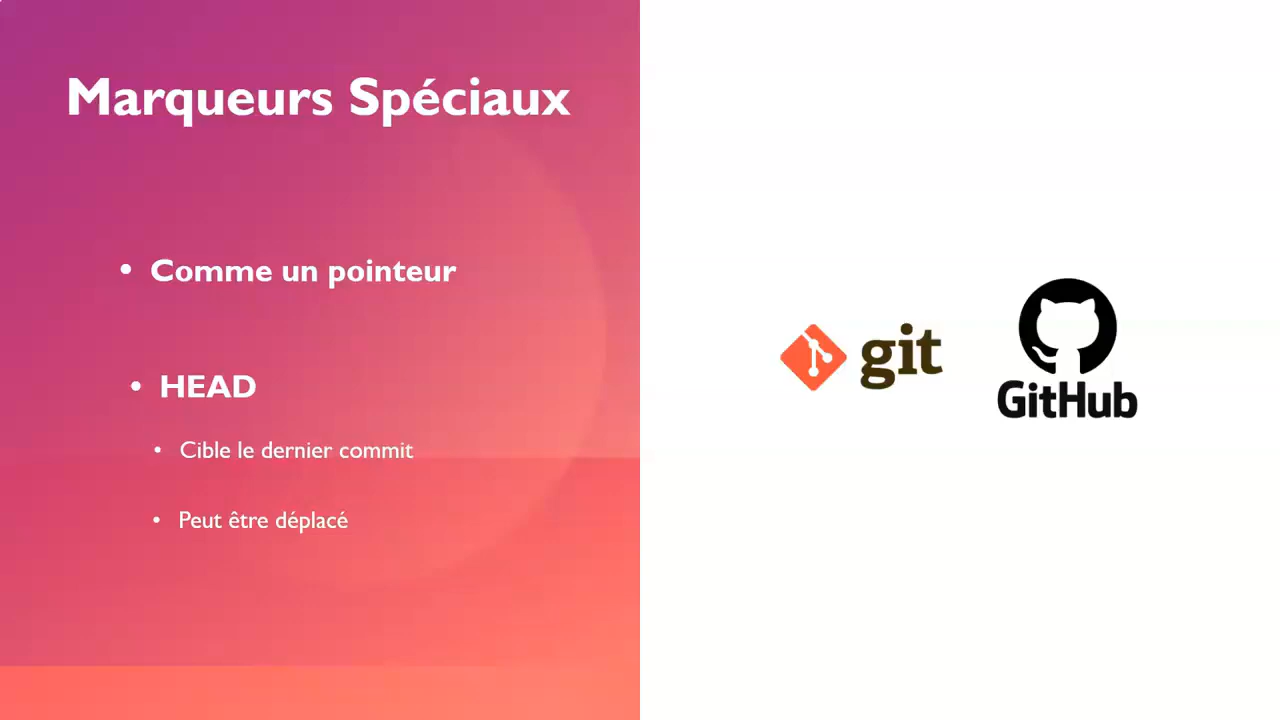 Marqueurs Spéciaux
• Comme un pointeur
• HEAD
• Cible le dernier commit
• Peut être déplacé
git
GitHub